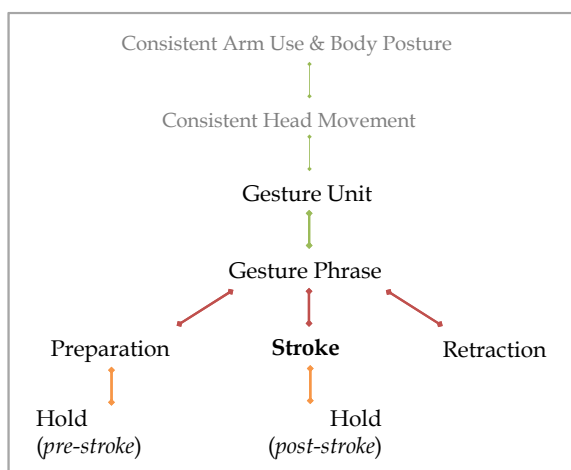 Consistent Arm Use & Body Posture
Consistent Head Movement
Gesture Unit
Gesture Phrase
Preparation
Stroke
Retraction
Hold
(pre-stroke)
Hold
(post-stroke)